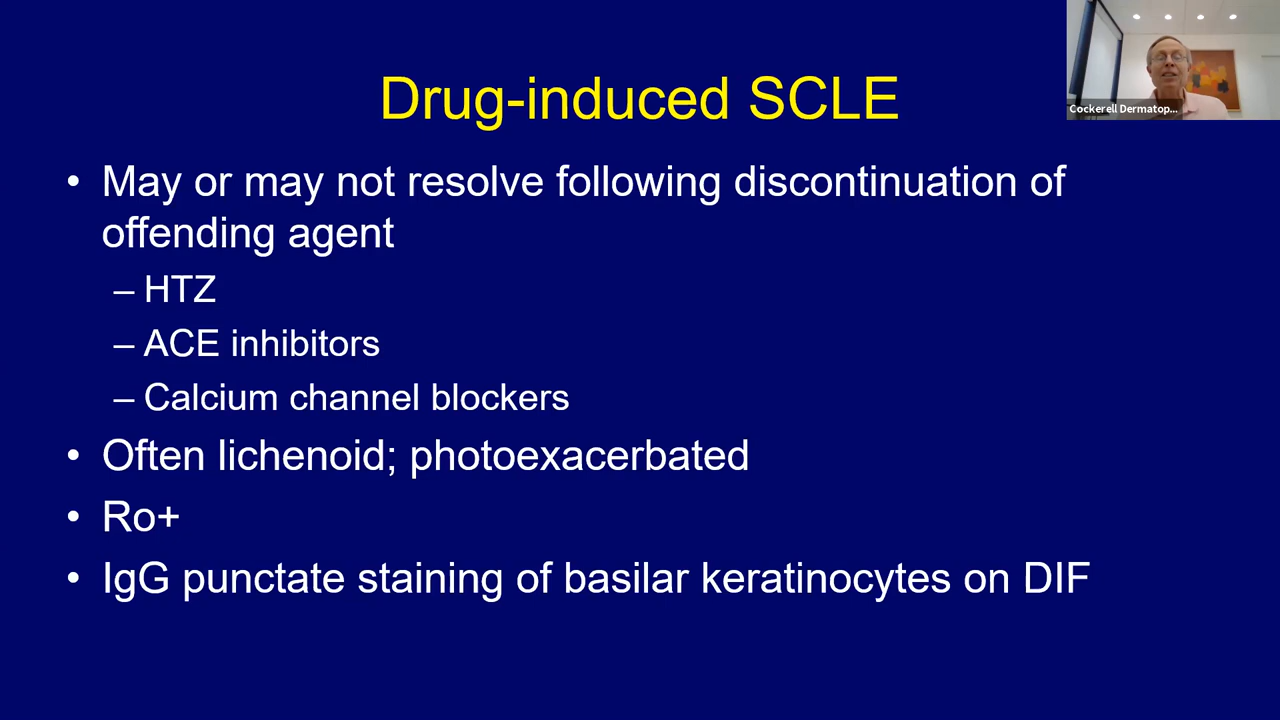 Drug-induced SCLE
Cockerell Dermatop...
• May or may not resolve following discontinuation of
offending agent
– HTZ
– ACE inhibitors
– Calcium channel blockers
• Often lichenoid; photoexacerbated
• Ro+
• IgG punctate staining of basilar keratinocytes on DIF